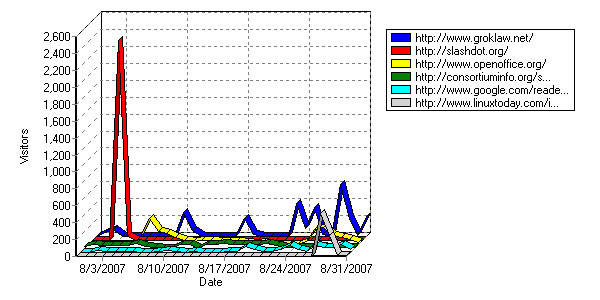 2,600
2,400
2,200
2,000
1,800
1,600
1,400
1,200
1,000
800
600
400
200
0
Visitors
8/3/2007 8/10/2007 8/17/2007 8/24/2007 8/31/2007
Date
http://www.groklaw.net/
http://slashdot.org/
http://www.openoffice.org/
http://consortiuminfo.org/s...
http://www.google.com/reade...
http://www.linuxtoday.com/i...